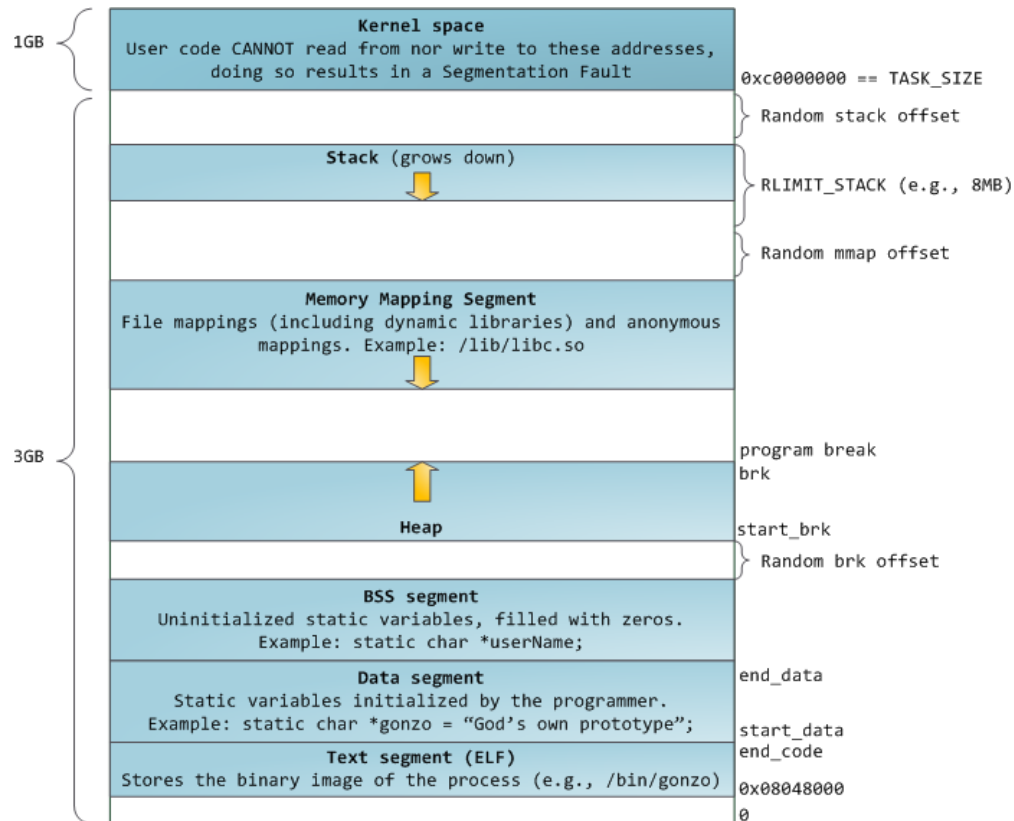 1GB
Kernel space
User code CANNOT read from nor write to these addresses,
doing so results in a Segmentation Fault
0xc0000000 == TASK_SIZE
Random stack offset
Stack (grows down)
RLIMIT_STACK (e.g., 8MB)
Random mmap offset
Memory Mapping Segment
File mappings (including dynamic libraries) and anonymous
mappings. Example: /lib/libc.so
3GB
program break
brk
Heap
start_brk
Random brk offset
BSS segment
Uninitialized static variables, filled with zeros.
Example: static char *userName;
Data segment
end_data
Static variables initialized by the programmer.
Example: static char *gonzo = “God’s own prototype”;
start_data
end_code
Text segment (ELF)
Stores the binary image of the process (e.g., /bin/gonzo)
0x08048000
0